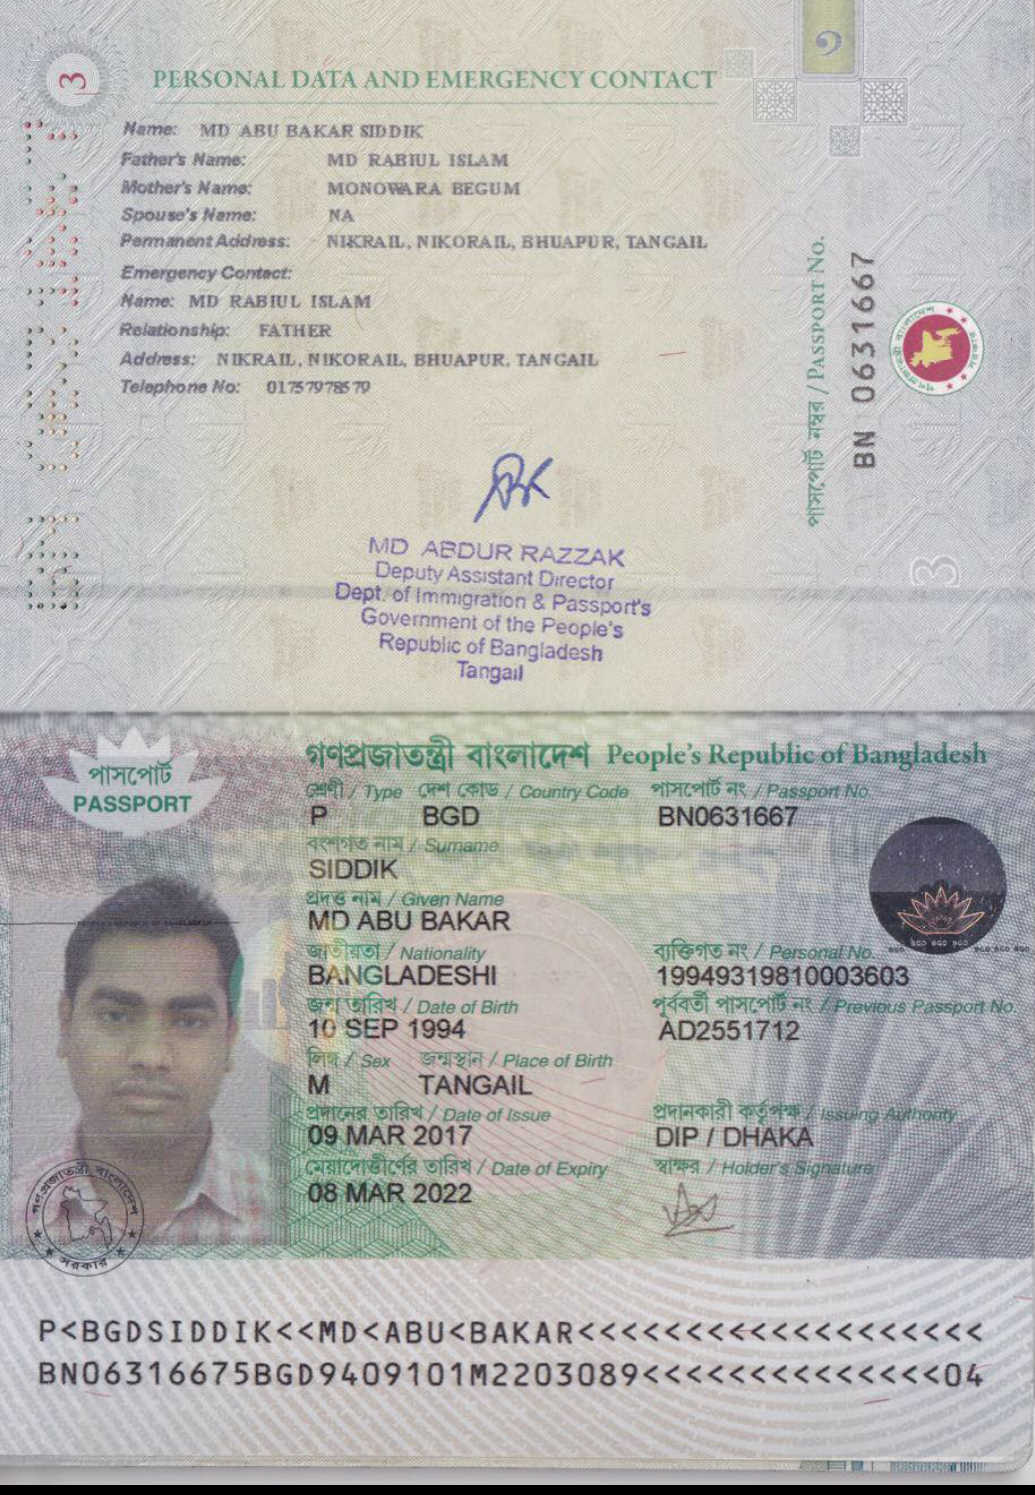 3
PERSONAL DATA AND EMERGENCY CONTACT
Name: MD ABU BAKAR SIDDIK
Father's Name: MD RABIUL ISLAM
Mother's Name: MONOWARA BEGUM
Spouse's Name: NA
Permanent Address: NIKRAIL, NIKORAIL, BHUAPUR, TANGAIL
Emergency Contact:
Name: MD RABIUL ISLAM
Relationship: FATHER
Address: NIKRAIL, NIKORAIL, BHUAPUR, TANGAIL
Telephone No: 01757978579
পাসপোর্ট নম্বর / PASSPORT No.
BN 0631667
3
MD ABDUR RAZZAK
Deputy Assistant Director
Dept. of Immigration & Passport's
Government of the People's
Republic of Bangladesh
Tangail
পাসপোর্ট
PASSPORT
গণপ্রজাতন্ত্রী বাংলাদেশ People's Republic of Bangladesh
শ্রেণী / Type দেশ কোড / Country Code পাসপোর্ট নং / Passport No.
P BGD BN0631667
বংশগত নাম / Surname
SIDDIK
প্রদত্ত নাম / Given Name
MD ABU BAKAR
জাতীয়তা / Nationality ব্যক্তিগত নং / Personal No.
BANGLADESHI 19949319810003603
জন্ম তারিখ / Date of Birth পূর্ববর্তী পাসপোর্ট নং / Previous Passport No.
10 SEP 1994 AD2551712
লিঙ্গ / Sex জন্মস্থান / Place of Birth
M TANGAIL
প্রদানের তারিখ / Date of Issue প্রদানকারী কর্তৃপক্ষ / Issuing Authority
09 MAR 2017 DIP / DHAKA
মেয়াদোত্তীর্ণের তারিখ / Date of Expiry স্বাক্ষর / Holder's Signature
08 MAR 2022
P<BGDSIDDIK<<MD<ABU<BAKAR<<<<<<<<<<<<<<<<<<<
BN06316675BGD9409101M2203089<<<<<<<<<<<<<<04